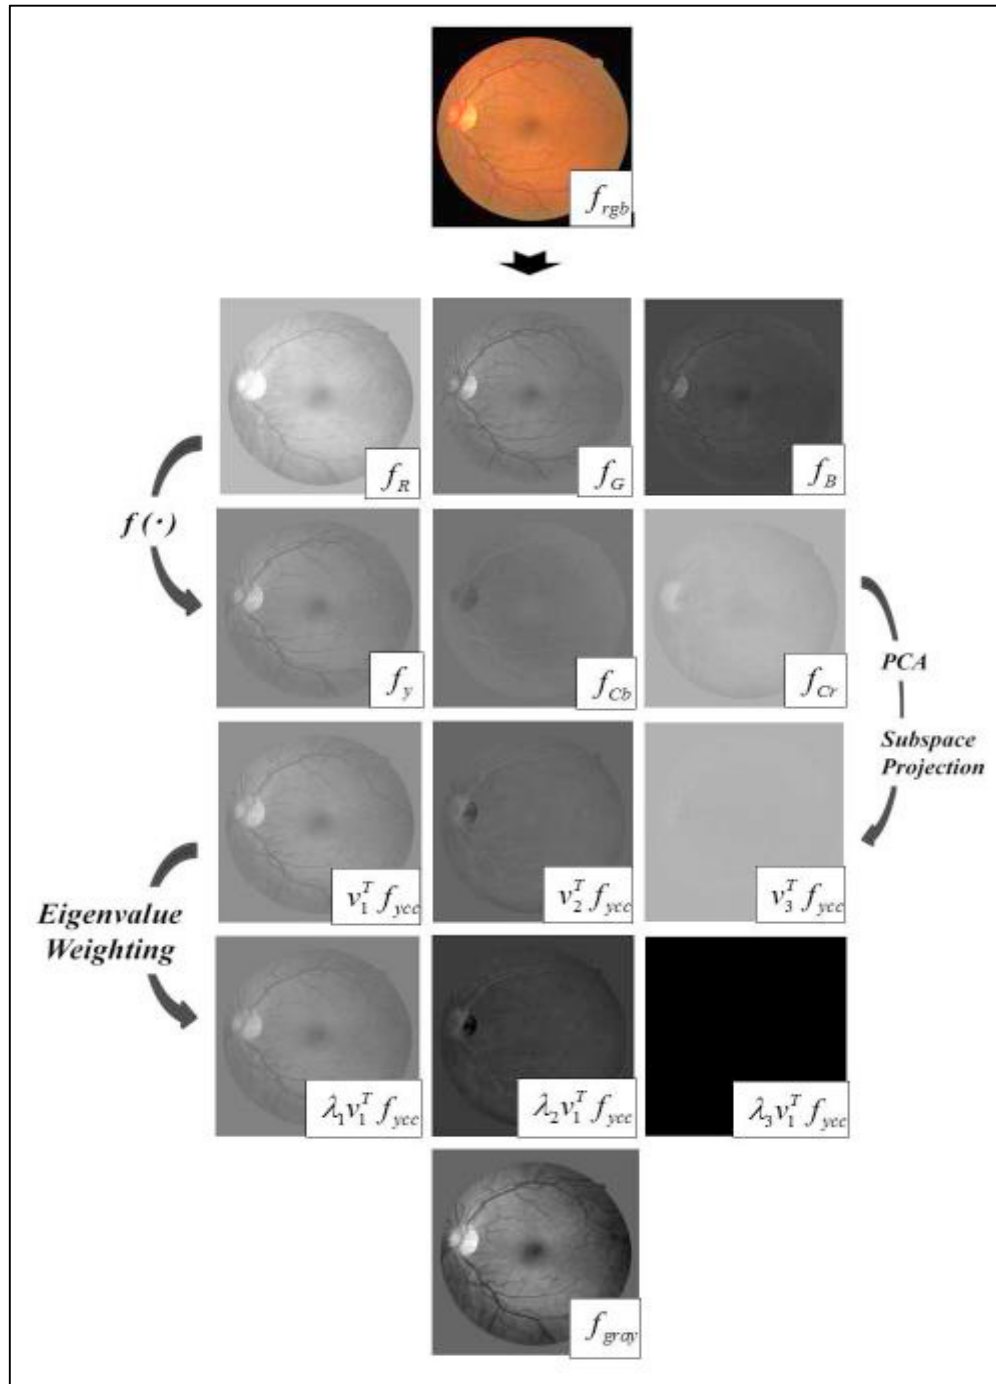 f_rgb
f_R
f_G
f_B
f (·)
f_y
f_Cb
f_Cr
PCA
Subspace
Projection
v_1^T f_ycc
v_2^T f_ycc
v_3^T f_ycc
Eigenvalue
Weighting
λ_1 v_1^T f_ycc
λ_2 v_1^T f_ycc
λ_3 v_1^T f_ycc
f_gray